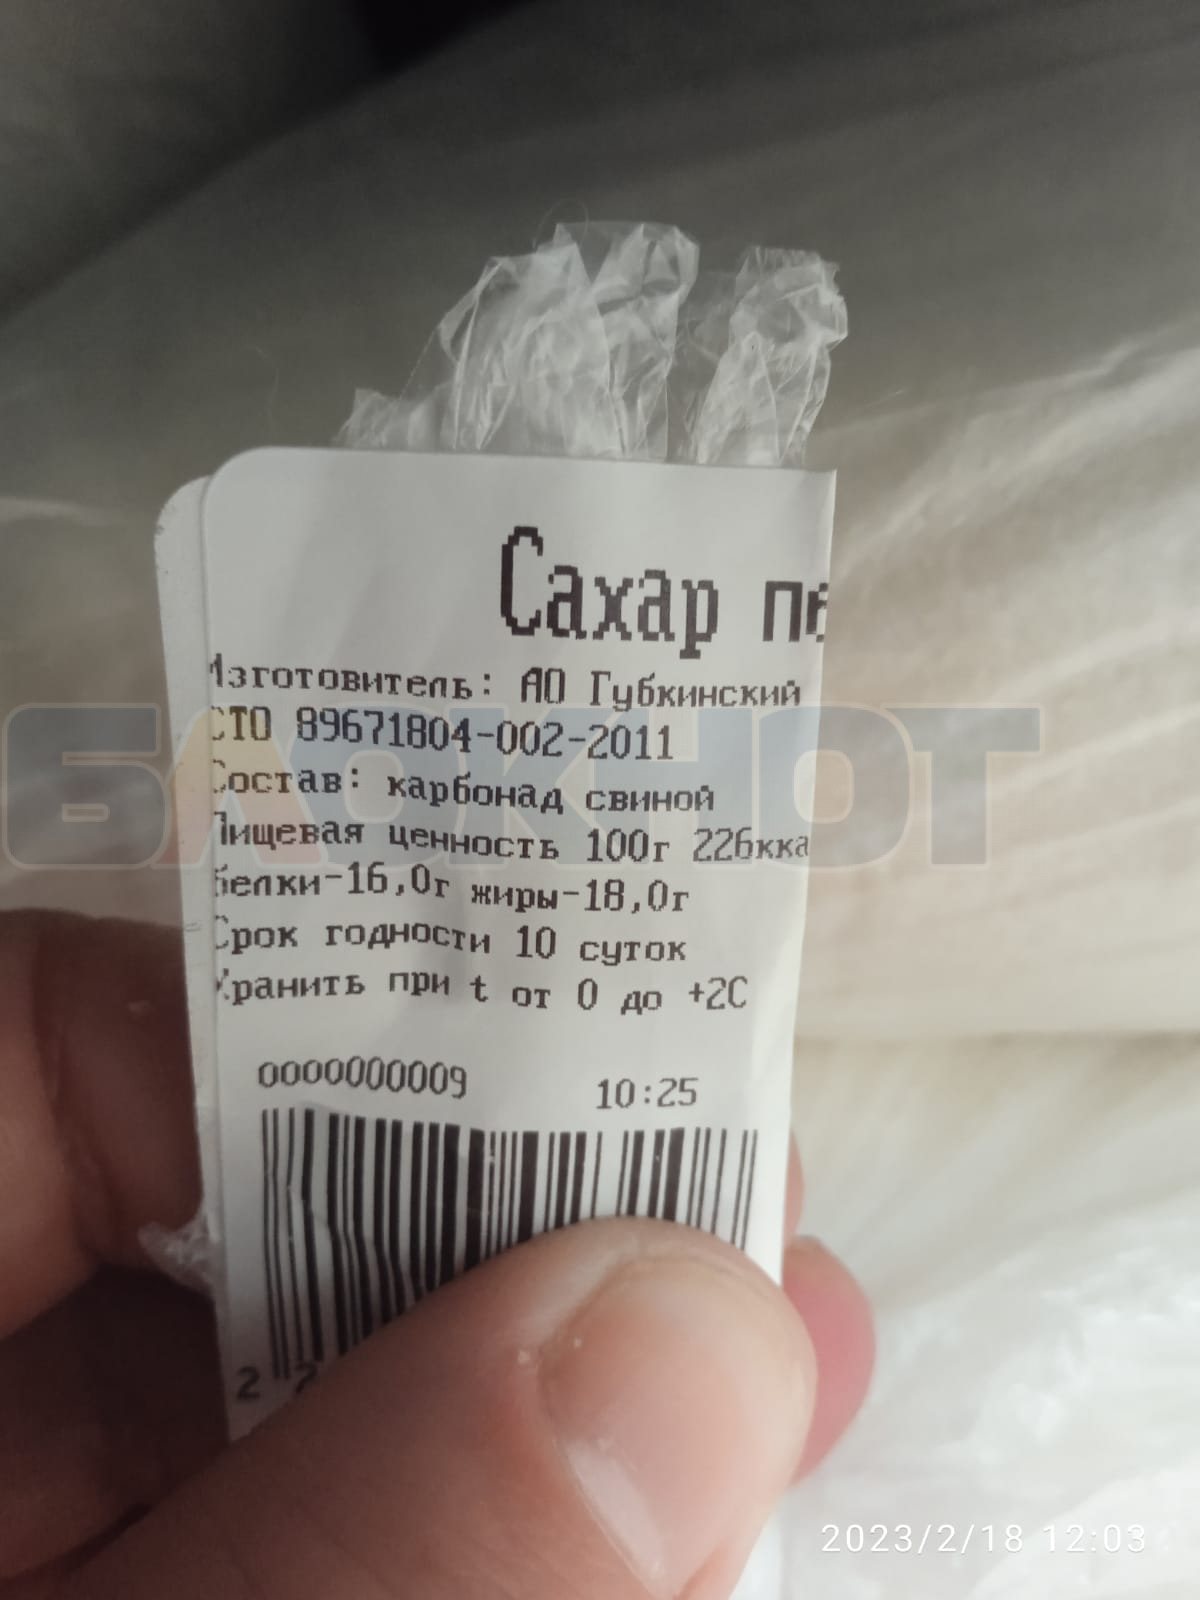 Сахар пе
Изготовитель: АО Губкинский
СТО 89671804-002-2011
Состав: карбонад свиной
Пищевая ценность 100г 226кка
белки-16,0г жиры-18,0г
Срок годности 10 суток
Хранить при t от 0 до +2С
0000000009 10:25
2 2
БЛОКНОТ
2023/2/18 12:03